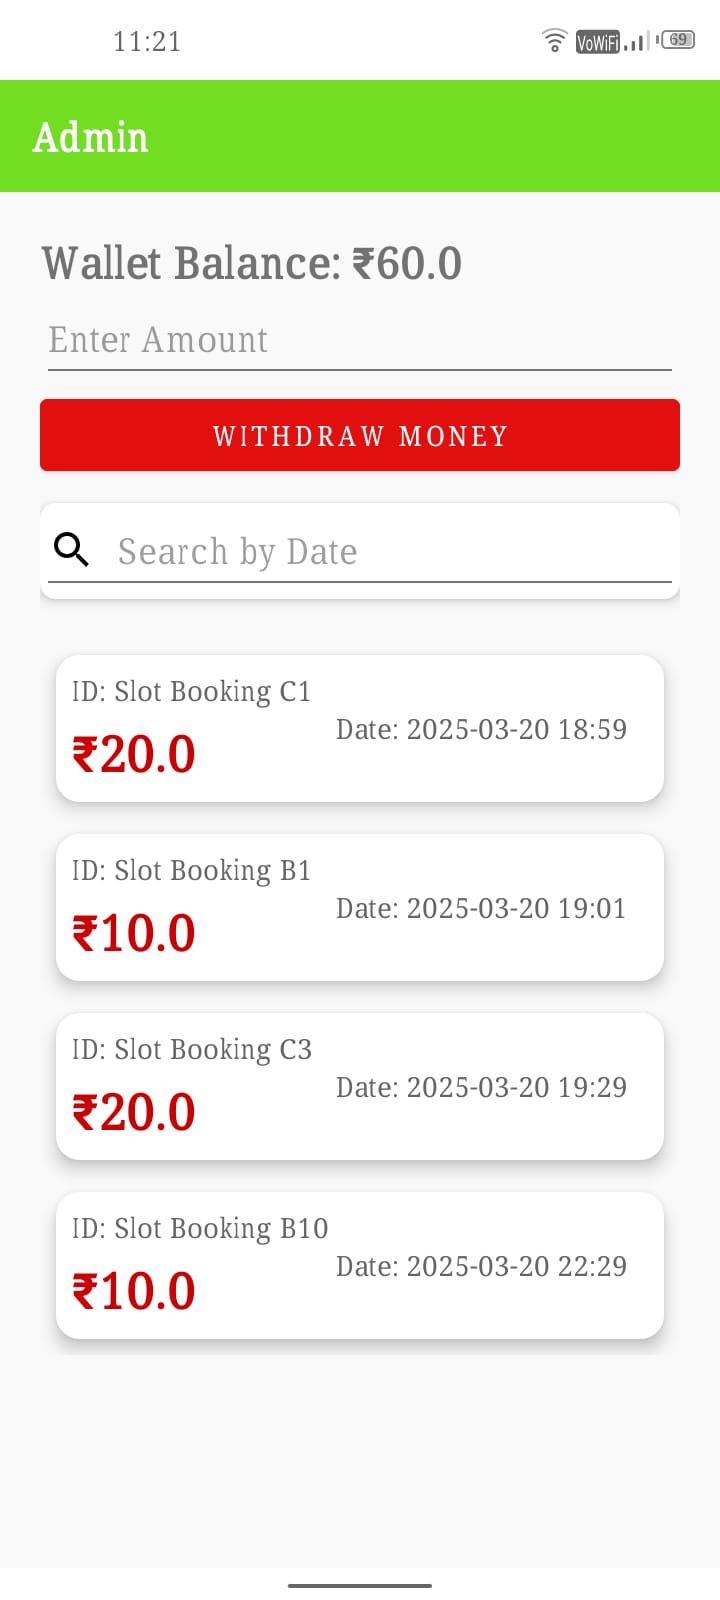 11:21
VoWiFi
69
Admin
Wallet Balance: ₹60.0
Enter Amount
WITHDRAW MONEY
Search by Date
ID: Slot Booking C1
Date: 2025-03-20 18:59
₹20.0
ID: Slot Booking B1
Date: 2025-03-20 19:01
₹10.0
ID: Slot Booking C3
Date: 2025-03-20 19:29
₹20.0
ID: Slot Booking B10
Date: 2025-03-20 22:29
₹10.0